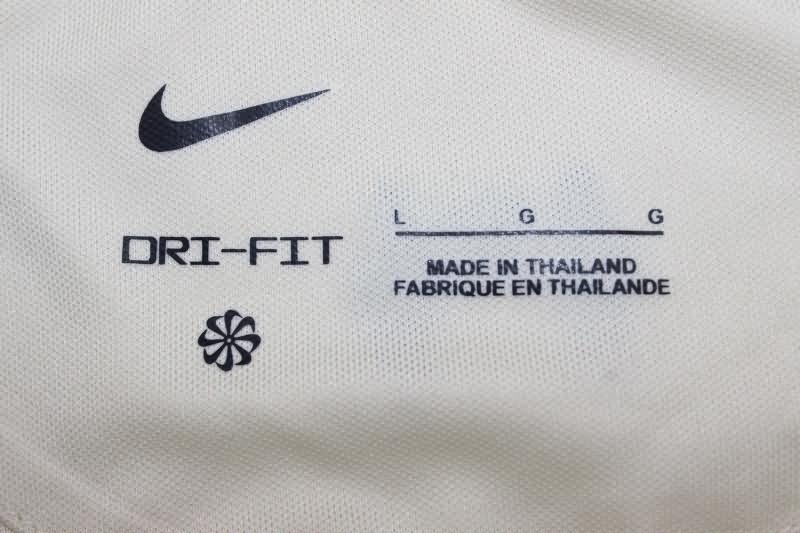 DRI-FIT
L G G
MADE IN THAILAND
FABRIQUE EN THAILANDE